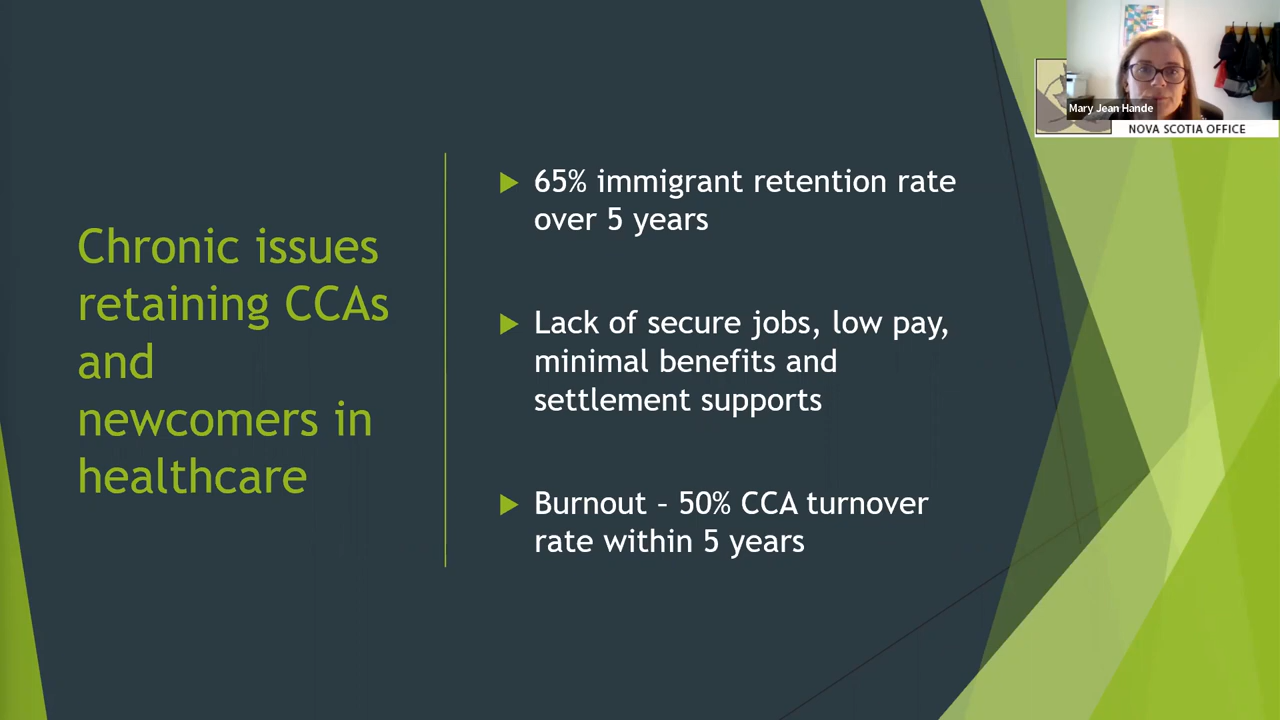 Chronic issues
retaining CCAs
and
newcomers in
healthcare
65% immigrant retention rate
over 5 years
Lack of secure jobs, low pay,
minimal benefits and
settlement supports
Burnout – 50% CCA turnover
rate within 5 years
Mary Jean Hande
NOVA SCOTIA OFFICE